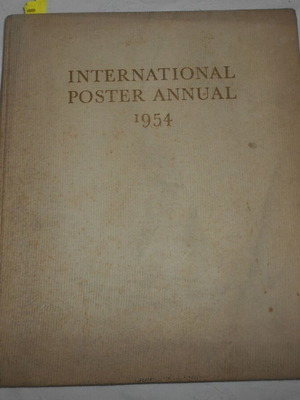 INTERNATIONAL
POSTER ANNUAL
1954